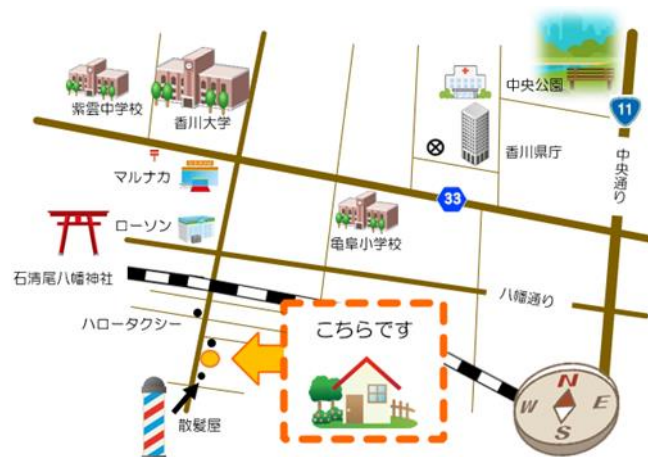 中央公園
紫雲中学校
香川大学
11
香川県庁
中央通り
マルナカ
33
ローソン
亀阜小学校
石清尾八幡神社
八幡通り
ハロータクシー
こちらです
散髪屋
N
W
E
S